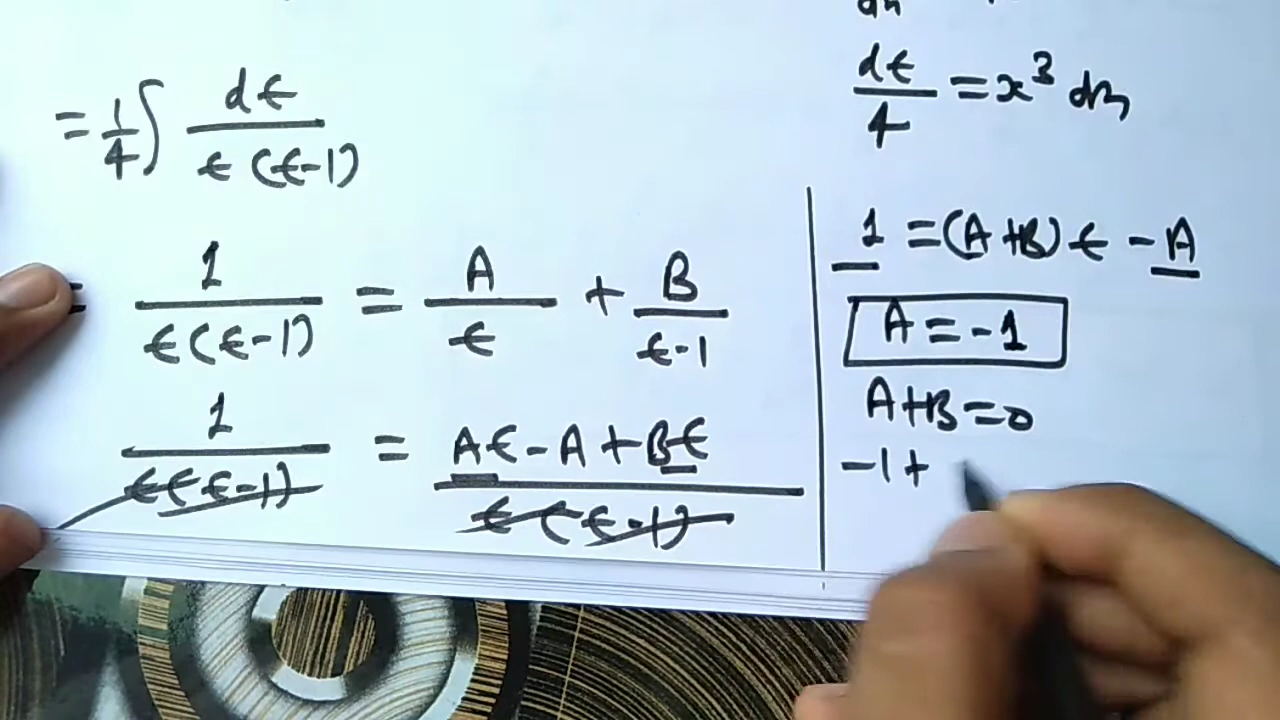 dt/4 = x³ dx
= 1/4 ∫ dt / t (t-1)
1 / t(t-1) = A / t + B / t-1
1 / t(t-1) = At - A + Bt / t(t-1)
1 = (A+B) t - A
A = -1
A+B=0
-1+